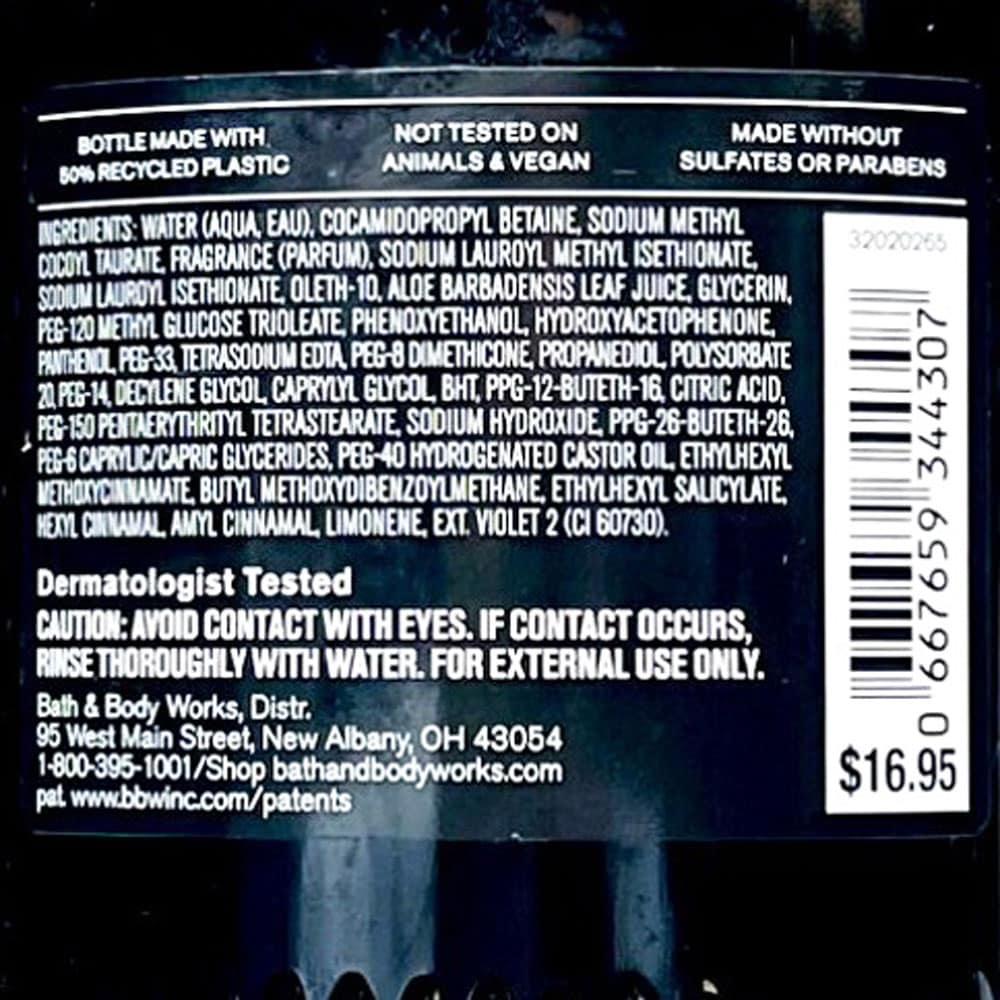 BOTTLE MADE WITH
50% RECYCLED PLASTIC
NOT TESTED ON
ANIMALS & VEGAN
MADE WITHOUT
SULFATES OR PARABENS
INGREDIENTS: WATER (AQUA, EAU), COCAMIDOPROPYL BETAINE, SODIUM METHYL
COCOYL TAURATE, FRAGRANCE (PARFUM), SODIUM LAUROYL METHYL ISETHIONATE,
SODIUM LAUROYL ISETHIONATE, OLETH-10, ALOE BARBADENSIS LEAF JUICE, GLYCERIN,
PEG-120 METHYL GLUCOSE TRIOLEATE, PHENOXYETHANOL, HYDROXYACETOPHENONE,
PANTHENOL, PEG-33, TETRASODIUM EDTA, PEG-8 DIMETHICONE, PROPANEDIOL, POLYSORBATE
20, PEG-14, DECYLENE GLYCOL, CAPRYLYL GLYCOL, BHT, PPG-12-BUTETH-16, CITRIC ACID,
PEG-150 PENTAERYTHRITYL TETRASTEARATE, SODIUM HYDROXIDE, PPG-26-BUTETH-26,
PEG-6 CAPRYLIC/CAPRIC GLYCERIDES, PEG-40 HYDROGENATED CASTOR OIL, ETHYLHEXYL
METHOXYCINNAMATE, BUTYL METHOXYDIBENZOYLMETHANE, ETHYLHEXYL SALICYLATE,
HEXYL CINNAMAL, AMYL CINNAMAL, LIMONENE, EXT. VIOLET 2 (CI 60730).
Dermatologist Tested
CAUTION: AVOID CONTACT WITH EYES. IF CONTACT OCCURS,
RINSE THOROUGHLY WITH WATER. FOR EXTERNAL USE ONLY.
Bath & Body Works, Distr.
95 West Main Street, New Albany, OH 43054
1-800-395-1001/Shop bathandbodyworks.com
pat. www.bbwinc.com/patents
32020265
0 667659 344307
$16.95